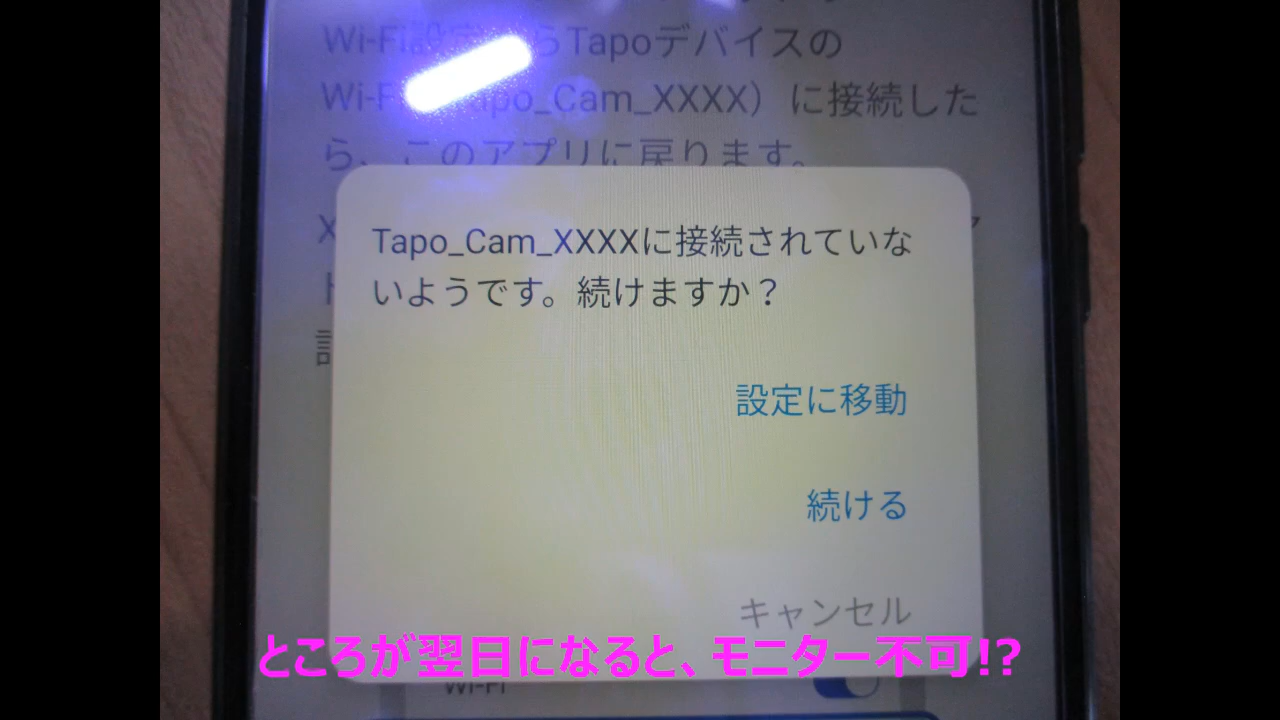 Wi-Fi設定からTapoデバイスの
Wi-F Tapo_Cam_XXXX）に接続した
ら、このアプリに戻ります。
Tapo_Cam_XXXXに接続されていな
いようです。続けますか？
設定に移動
続ける
キャンセル
ところが翌日になると、モニター不可!?
Wi-Fi